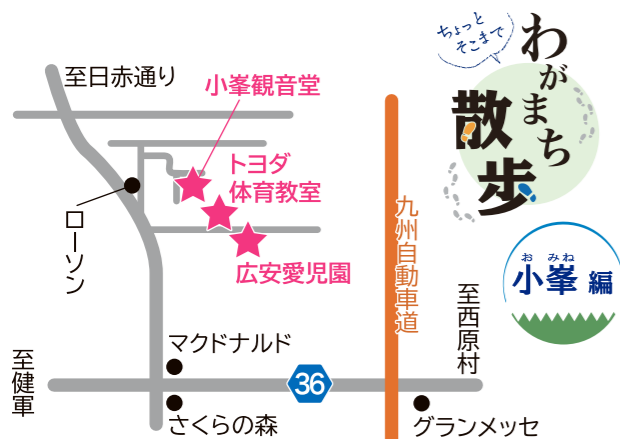 ちょっと
そこまで
わがまち
散歩
おみね
小峯 編
至日赤通り
小峯観音堂
トヨダ
体育教室
広安愛児園
ローソン
九州自動車道
至西原村
マクドナルド
至健軍
36
さくらの森
グランメッセ